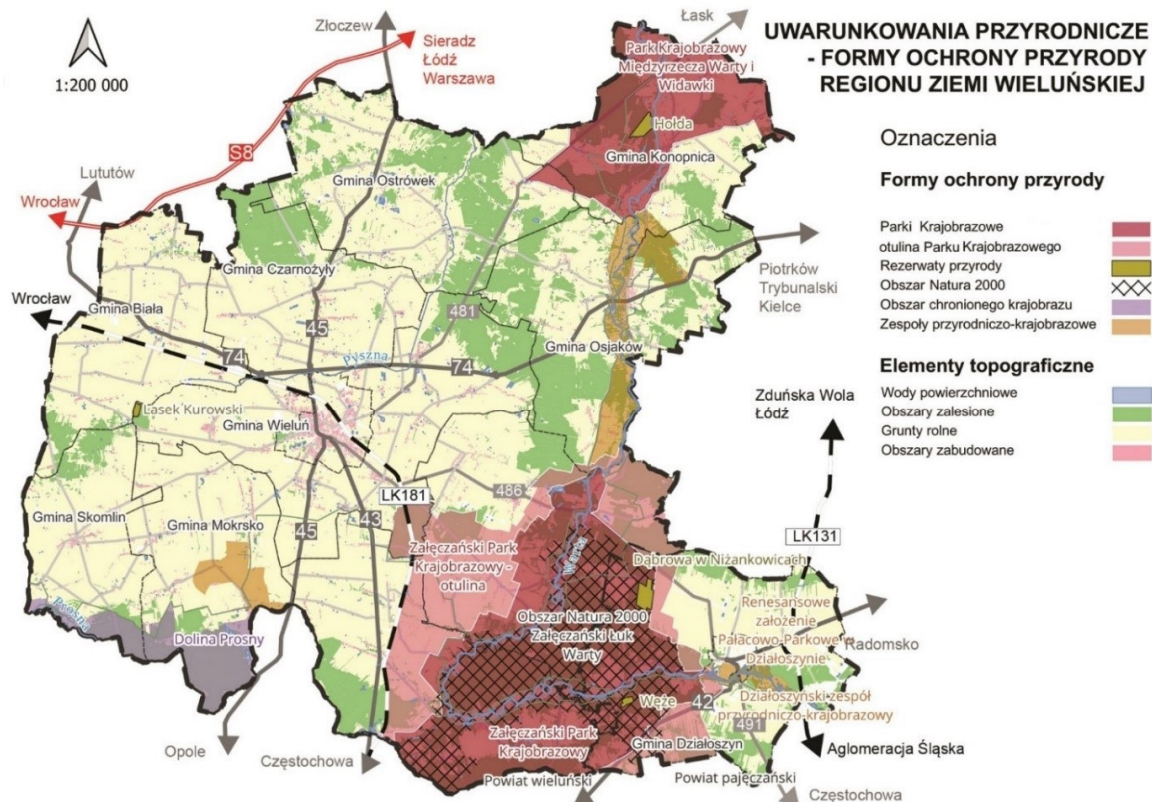 UWARUNKOWANIA PRZYRODNICZE
- FORMY OCHRONY PRZYRODY
REGIONU ZIEMI WIELUŃSKIEJ
1:200 000
Złoczew
Sieradz
Łódź
Warszawa
Łask
Park Krajobrazowy
Międzyrzecza Warty i
Widawki
Hołda
Gmina Konopnica
S8
Lututów
Wrocław
Gmina Ostrówek
Gmina Czarnożyły
Wrocław
Gmina Biała
45
481
Piotrków
Trybunalski
Kielce
74
Pyszna
74
Gmina Osjaków
Lasek Kurowski
Gmina Wieluń
Zduńska Wola
Łódź
LK181
486
Gmina Skomlin
Gmina Mokrsko
45
43
LK131
Załęczański Park
Krajobrazowy -
otulina
Warta
Dąbrowa w Niżankowicach
Prosna
Dolina Prosny
Obszar Natura 2000
Załęczański Łuk
Warty
Renesansowe
założenie
Pałacowo-Parkowe w
Działoszynie
Radomsko
Węże
42
Działoszyński zespół
przyrodniczo-krajobrazowy
491
Załęczański Park
Krajobrazowy
Gmina Działoszyn
Aglomeracja Śląska
Opole
Częstochowa
Powiat wieluński
Powiat pajęczański
Częstochowa
Oznaczenia
Formy ochrony przyrody
Parki Krajobrazowe
otulina Parku Krajobrazowego
Rezerwaty przyrody
Obszar Natura 2000
Obszar chronionego krajobrazu
Zespoły przyrodniczo-krajobrazowe
Elementy topograficzne
Wody powierzchniowe
Obszary zalesione
Grunty rolne
Obszary zabudowane